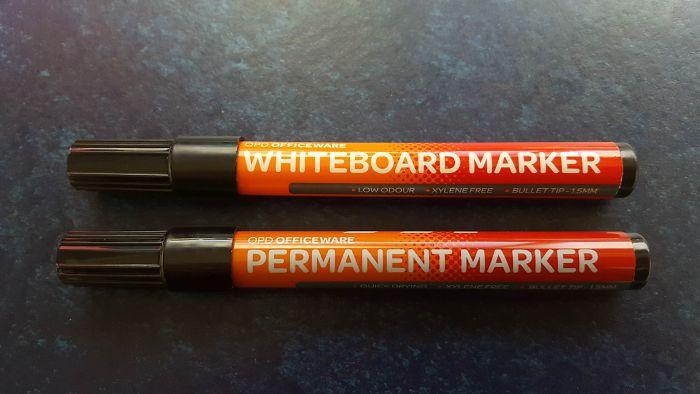 OPD OFFICEWARE
WHITEBOARD MARKER
• LOW ODOUR • XYLENE FREE • BULLET TIP - 1.5MM
OPD OFFICEWARE
PERMANENT MARKER
• QUICK DRYING • XYLENE FREE • BULLET TIP - 1.5MM